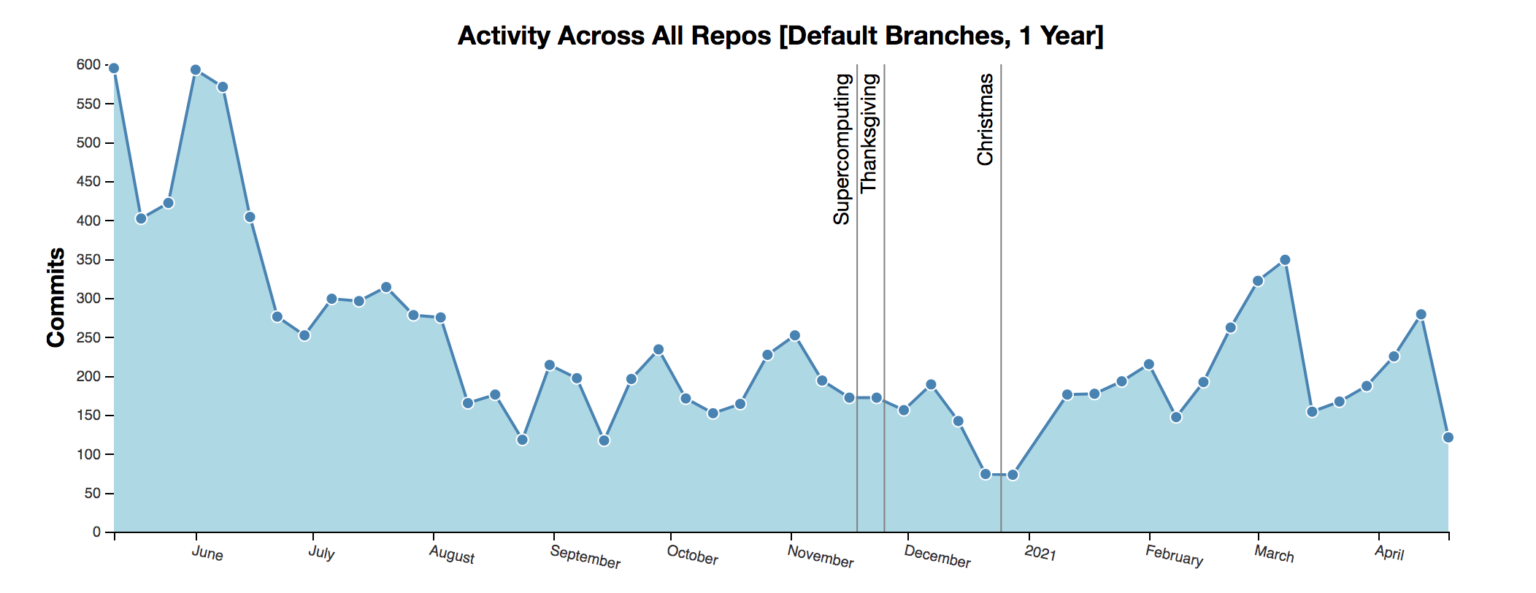 Activity Across All Repos [Default Branches, 1 Year]
600
550
500
450
400
350
300
250
200
150
100
50
0
Commits
Supercomputing
Thanksgiving
Christmas
June
July
August
September
October
November
December
2021
February
March
April